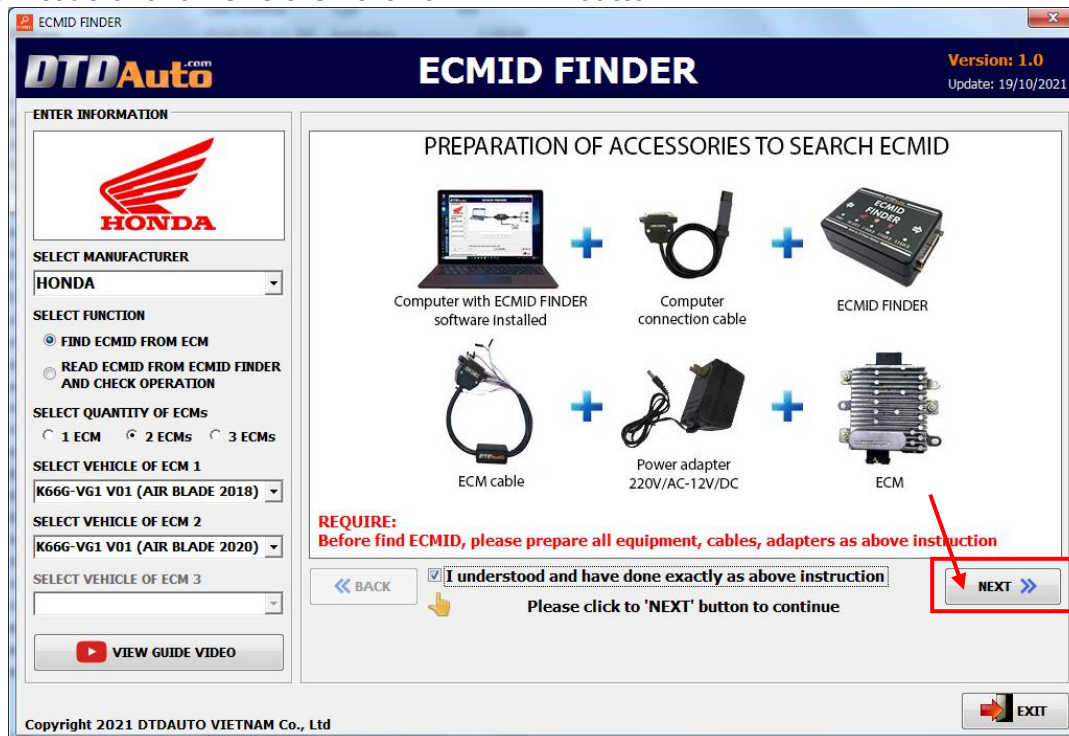 ECMID FINDER
DTDAuto.com
ECMID FINDER
Version: 1.0
Update: 19/10/2021
ENTER INFORMATION
HONDA
SELECT MANUFACTURER
HONDA
SELECT FUNCTION
FIND ECMID FROM ECM
READ ECMID FROM ECMID FINDER
AND CHECK OPERATION
SELECT QUANTITY OF ECMs
1 ECM 2 ECMs 3 ECMs
SELECT VEHICLE OF ECM 1
K66G-VG1 V01 (AIR BLADE 2018)
SELECT VEHICLE OF ECM 2
K66G-VG1 V01 (AIR BLADE 2020)
SELECT VEHICLE OF ECM 3
VIEW GUIDE VIDEO
PREPARATION OF ACCESSORIES TO SEARCH ECMID
ECMID
FINDER
Computer with ECMID FINDER
software installed
Computer
connection cable
ECMID FINDER
DTDAuto
ECM cable
Power adapter
220V/AC-12V/DC
ECM
REQUIRE:
Before find ECMID, please prepare all equipment, cables, adapters as above instruction
BACK
I understood and have done exactly as above instruction
Please click to 'NEXT' button to continue
NEXT
EXIT
Copyright 2021 DTDAUTO VIETNAM Co., Ltd